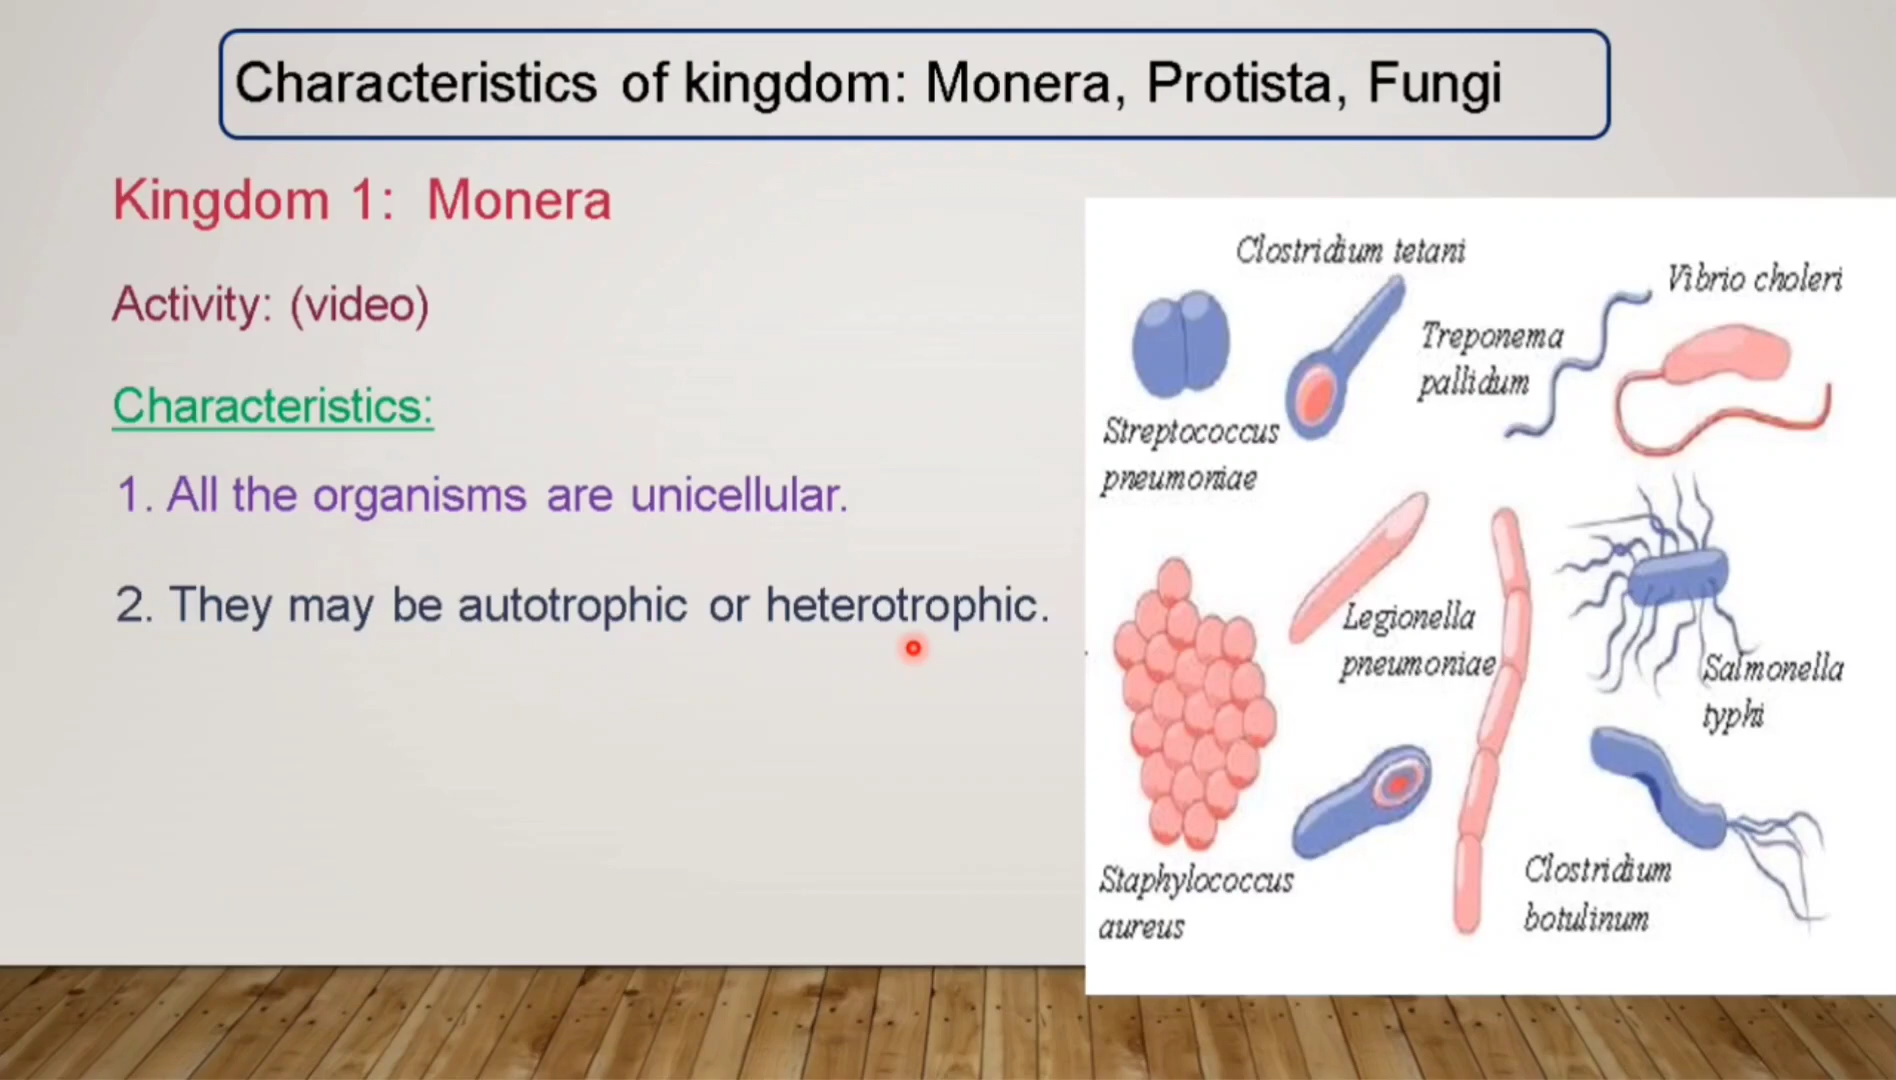 Characteristics of kingdom: Monera, Protista, Fungi
Kingdom 1: Monera
Activity: (video)
Characteristics:
1. All the organisms are unicellular.
2. They may be autotrophic or heterotrophic.
Clostridium tetani
Vibrio choleri
Treponema
pallidum
Streptococcus
pneumoniae
Legionella
pneumoniae
Salmonella
typhi
Staphylococcus
aureus
Clostridium
botulinum